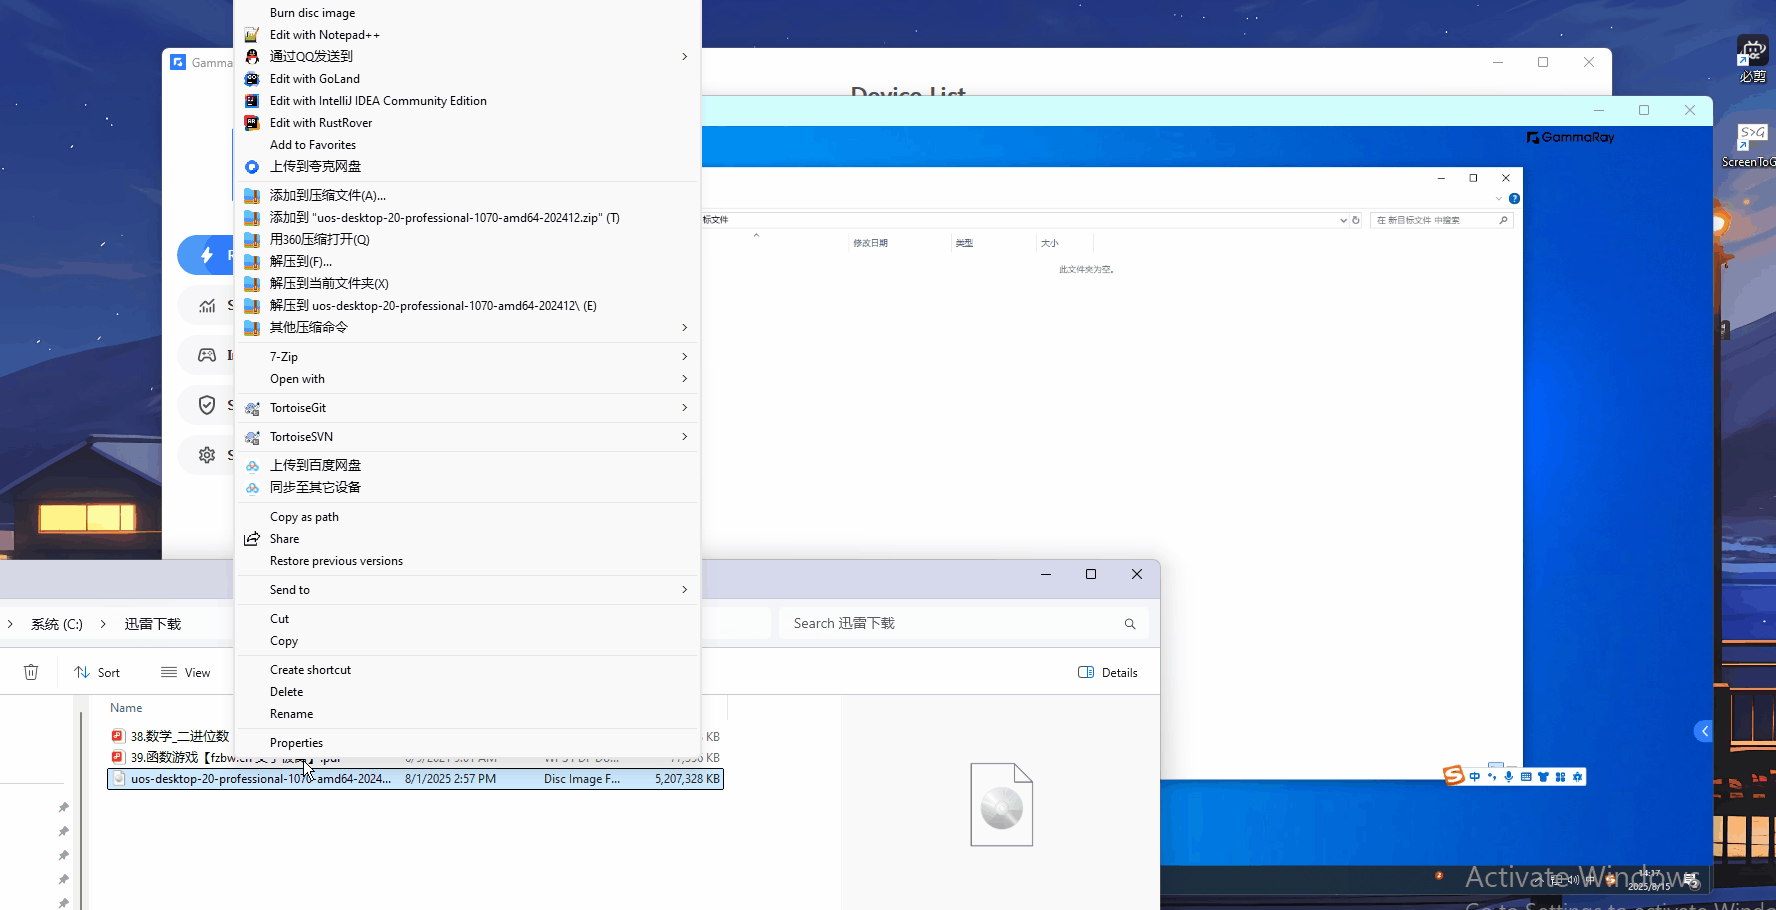 Burn disc image
Edit with Notepad++
通过QQ发送到
Edit with GoLand
Edit with IntelliJ IDEA Community Edition
Edit with RustRover
Add to Favorites
上传到夸克网盘
添加到压缩文件(A)...
添加到 "uos-desktop-20-professional-1070-amd64-202412.zip" (T)
用360压缩打开(Q)
解压到(F)...
解压到当前文件夹(X)
解压到 uos-desktop-20-professional-1070-amd64-202412\ (E)
其他压缩命令
7-Zip
Open with
TortoiseGit
TortoiseSVN
上传到百度网盘
同步至其它设备
Copy as path
Share
Restore previous versions
Send to
Cut
Copy
Create shortcut
Delete
Rename
Properties
Device List
GammaRay
标文件
在 新目标文件 中搜索
修改日期
类型
大小
此文件夹为空。
必剪
S>G
系统 (C:)
迅雷下载
Search 迅雷下载
Sort
View
Details
Name
38.数学_二进位数
KB
39.函数游戏【fzbw.cn
KB
uos-desktop-20-professional-107 amd64-2024... 8/1/2025 2:57 PM Disc Image F... 5,207,328 KB
中
Activate Windows
14:17
2025/8/15